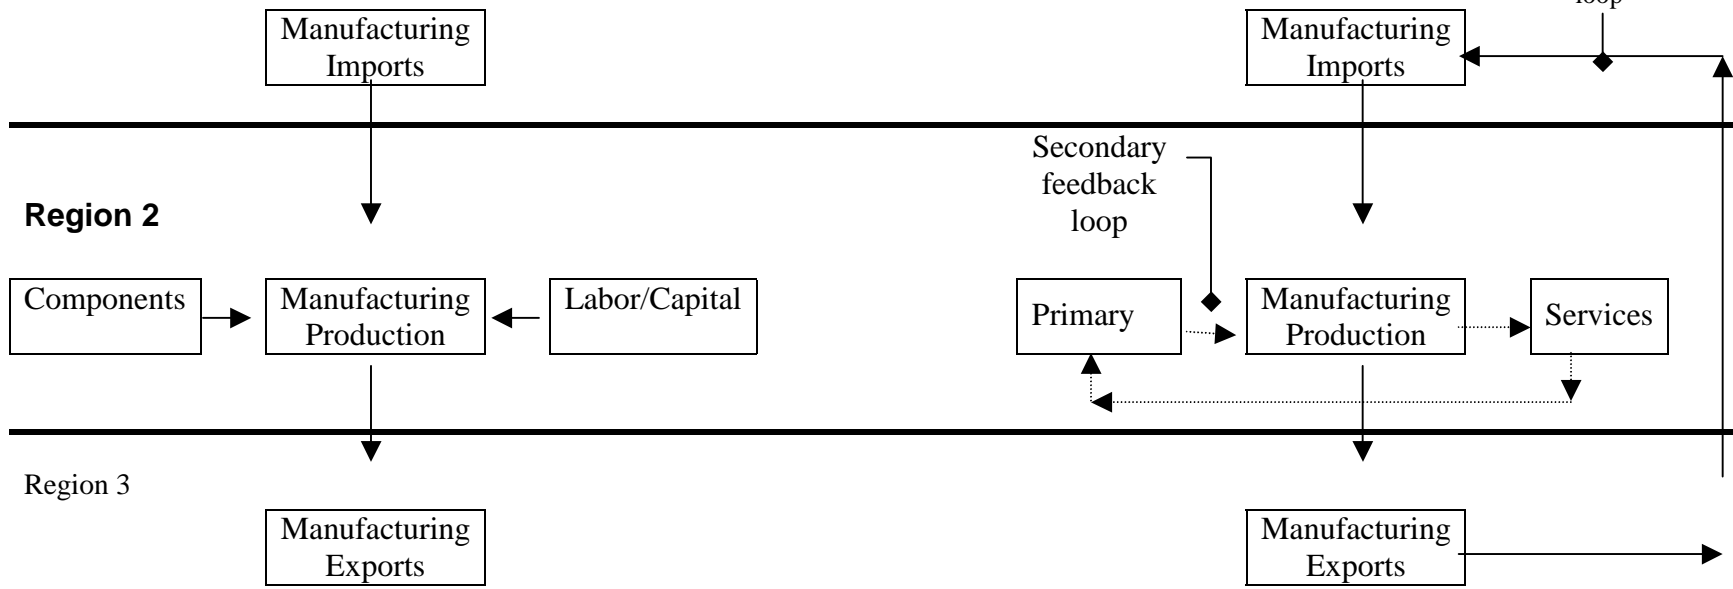 loop
Manufacturing
Imports
Manufacturing
Imports
Secondary
feedback
loop
Region 2
Components
Manufacturing
Production
Labor/Capital
Primary
Manufacturing
Production
Services
Region 3
Manufacturing
Exports
Manufacturing
Exports